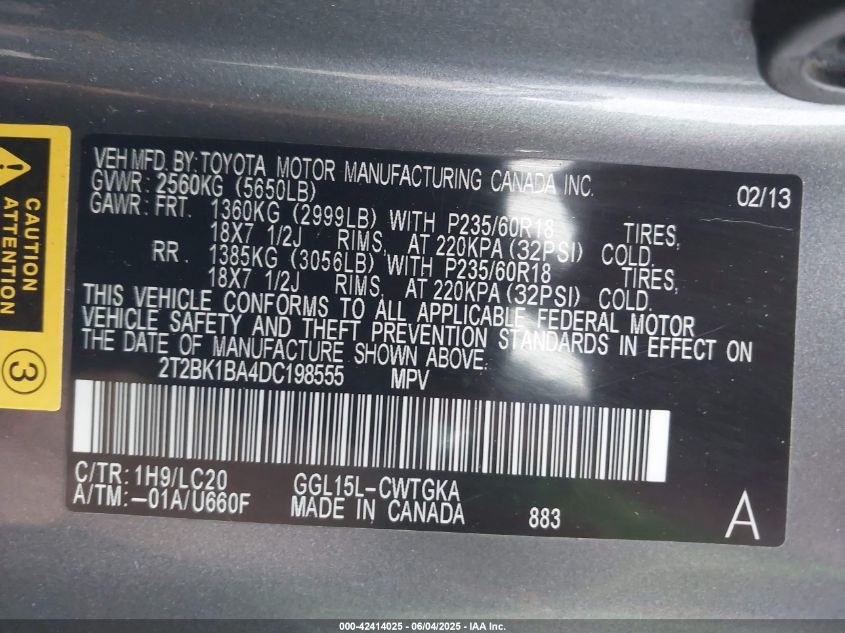 VEH MFD. BY: TOYOTA MOTOR MANUFACTURING CANADA INC. 02/13
GVWR: 2560KG (5650LB)
GAWR: FRT. 1360KG (2999LB) WITH P235/60R18 TIRES,
18X7 1/2J RIMS, AT 220KPA (32PSI) COLD.
RR. 1385KG (3056LB) WITH P235/60R18 TIRES,
18X7 1/2J RIMS, AT 220KPA (32PSI) COLD.
THIS VEHICLE CONFORMS TO ALL APPLICABLE FEDERAL MOTOR
VEHICLE SAFETY AND THEFT PREVENTION STANDARDS IN EFFECT ON
THE DATE OF MANUFACTURE SHOWN ABOVE.
2T2BK1BA4DC198555 MPV
C/TR: 1H9/LC20 GGL15L-CWTGKA
A/TM: -01A/U660F MADE IN CANADA 883 A
CAUTION
ATTENTION
3
000-42414025 - 06/04/2025 - IAA Inc.